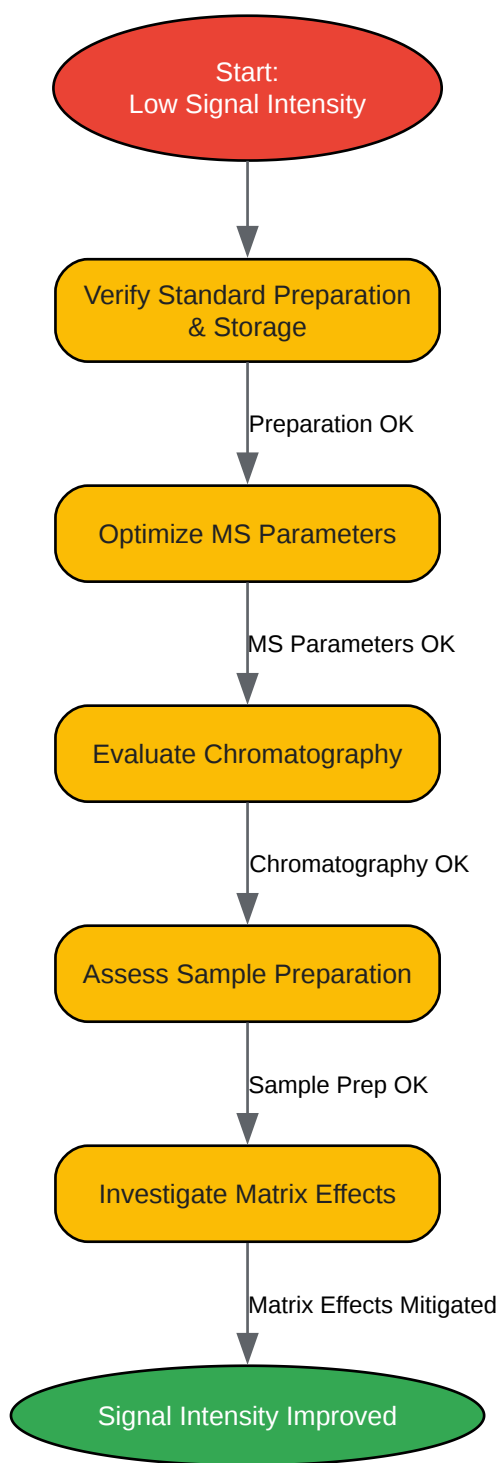 Start:
Low Signal Intensity
Verify Standard Preparation
& Storage
Preparation OK
Optimize MS Parameters
MS Parameters OK
Evaluate Chromatography
Chromatography OK
Assess Sample Preparation
Sample Prep OK
Investigate Matrix Effects
Matrix Effects Mitigated
Signal Intensity Improved